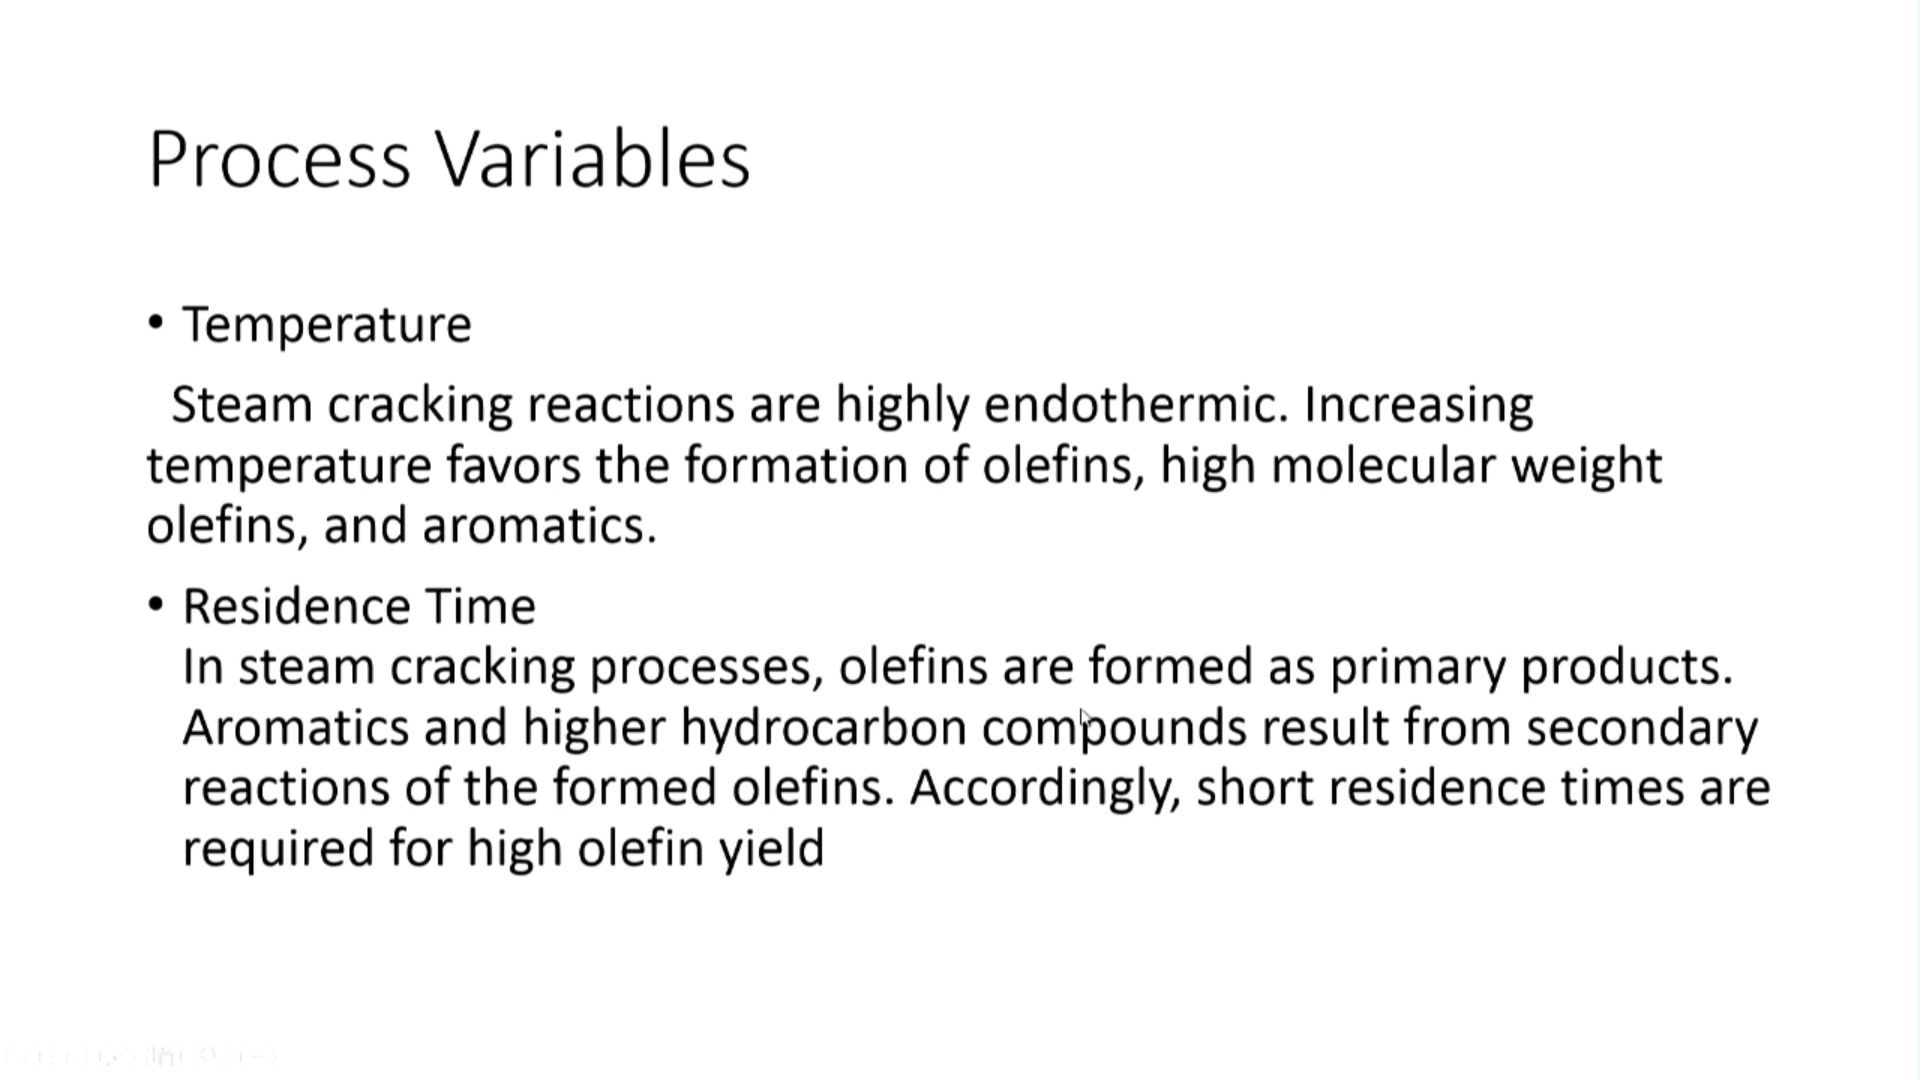 Process Variables
• Temperature
Steam cracking reactions are highly endothermic. Increasing
temperature favors the formation of olefins, high molecular weight
olefins, and aromatics.
• Residence Time
In steam cracking processes, olefins are formed as primary products.
Aromatics and higher hydrocarbon compounds result from secondary
reactions of the formed olefins. Accordingly, short residence times are
required for high olefin yield